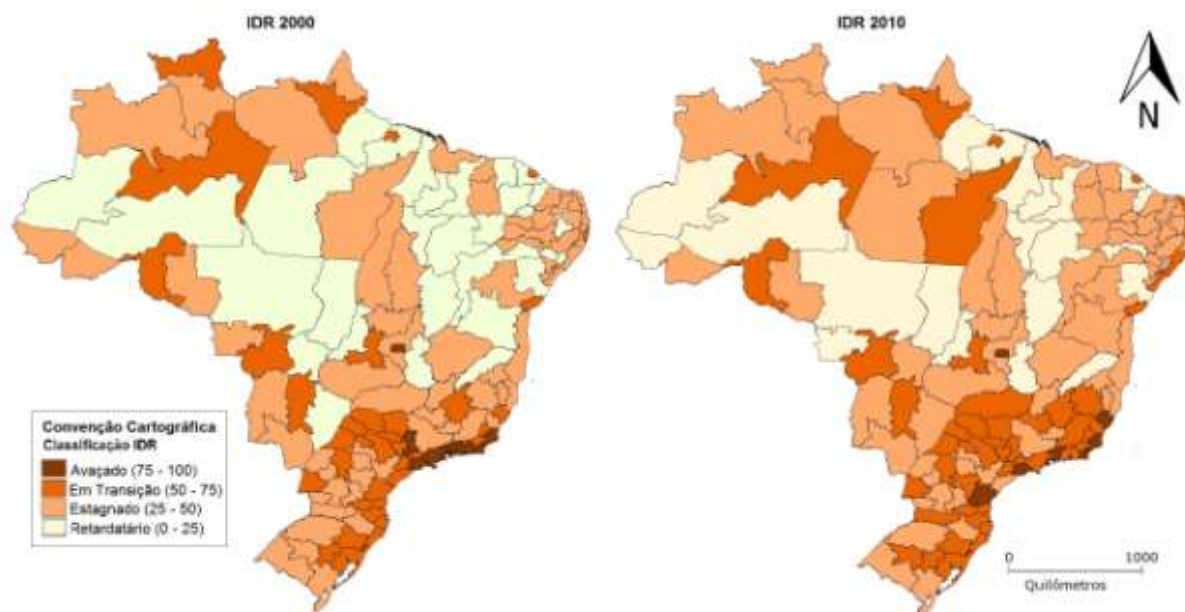 IDR 2000
IDR 2010
N
Convenção Cartográfica
Classificação IDR
Avaçado (75 - 100)
Em Transição (50 - 75)
Estagnado (25 - 50)
Retardatário (0 - 25)
0 1000
Quilômetros